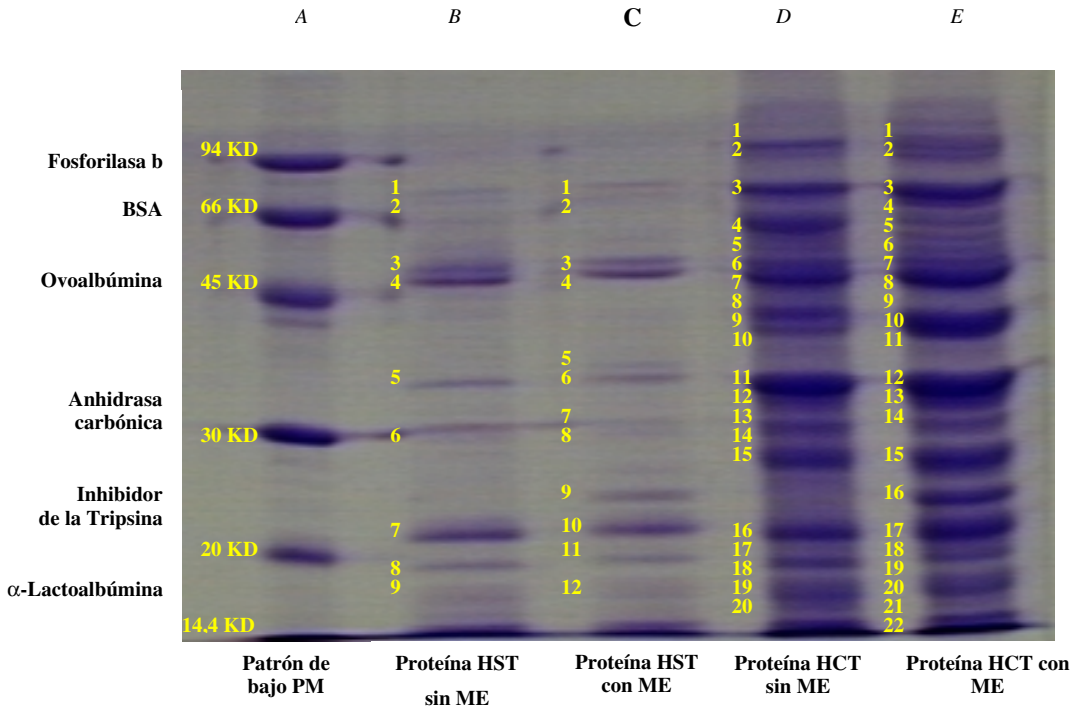 A B C D E
Fosforilasa b
BSA
Ovoalbúmina
Anhidrasa
carbónica
Inhibidor
de la Tripsina
α-Lactoalbúmina
94 KD
66 KD
45 KD
30 KD
20 KD
14,4 KD
1
2
3
4
5
6
7
8
9
1
2
3
4
5
6
7
8
9
10
11
12
1
2
3
4
5
6
7
8
9
10
11
12
13
14
15
16
17
18
19
20
1
2
3
4
5
6
7
8
9
10
11
12
13
14
15
16
17
18
19
20
21
22
Patrón de
bajo PM
Proteína HST
sin ME
Proteína HST
con ME
Proteína HCT
sin ME
Proteína HCT con
ME